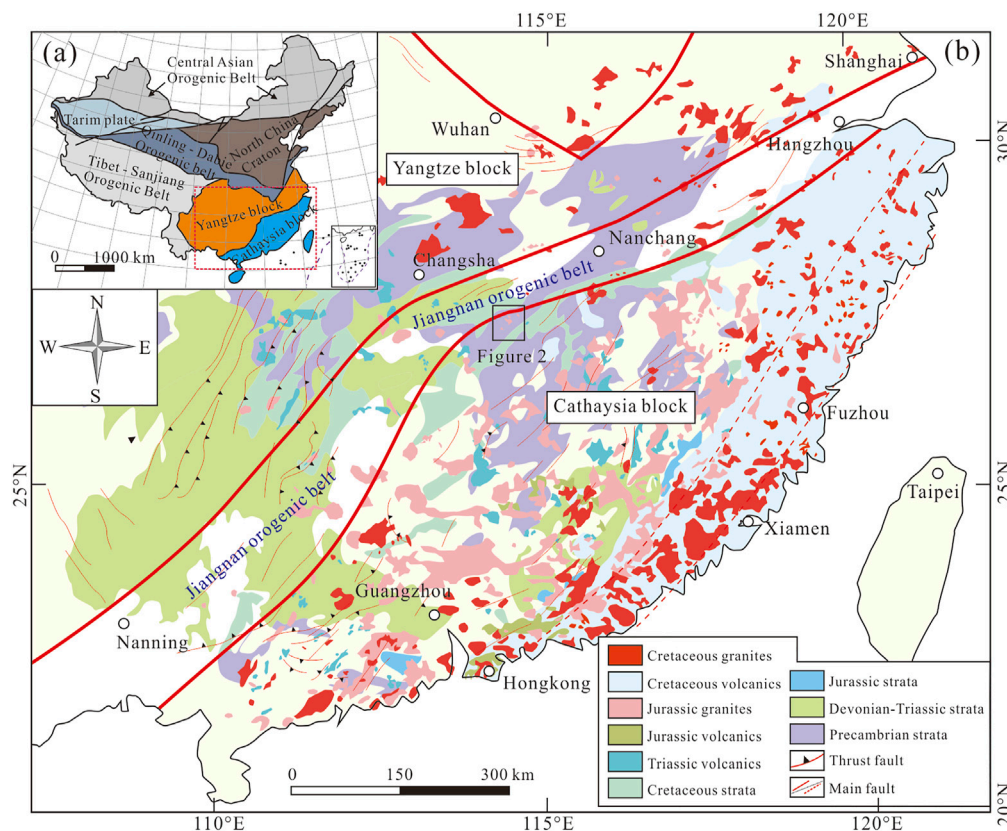 115°E
120°E
(a)
(b)
Central Asian
Orogenic Belt
Tarim plate
Qinling - Dabie
Orogenic belt
North China
Craton
Tibet - Sanjiang
Orogenic Belt
Yangtze block
Cathaysia block
0
1000 km
Shanghai
Wuhan
Hangzhou
30°N
Yangtze block
Nanchang
Changsha
Jiangnan orogenic belt
N
W
E
S
Figure 2
Cathaysia block
Fuzhou
25°N
25°N
Taipei
Xiamen
Jiangnan orogenic belt
Guangzhou
Nanning
Hongkong
Cretaceous granites
Cretaceous volcanics
Jurassic granites
Jurassic volcanics
Triassic volcanics
Cretaceous strata
Jurassic strata
Devonian-Triassic strata
Precambrian strata
Thrust fault
Main fault
0
150
300 km
20°N
110°E
115°E
120°E